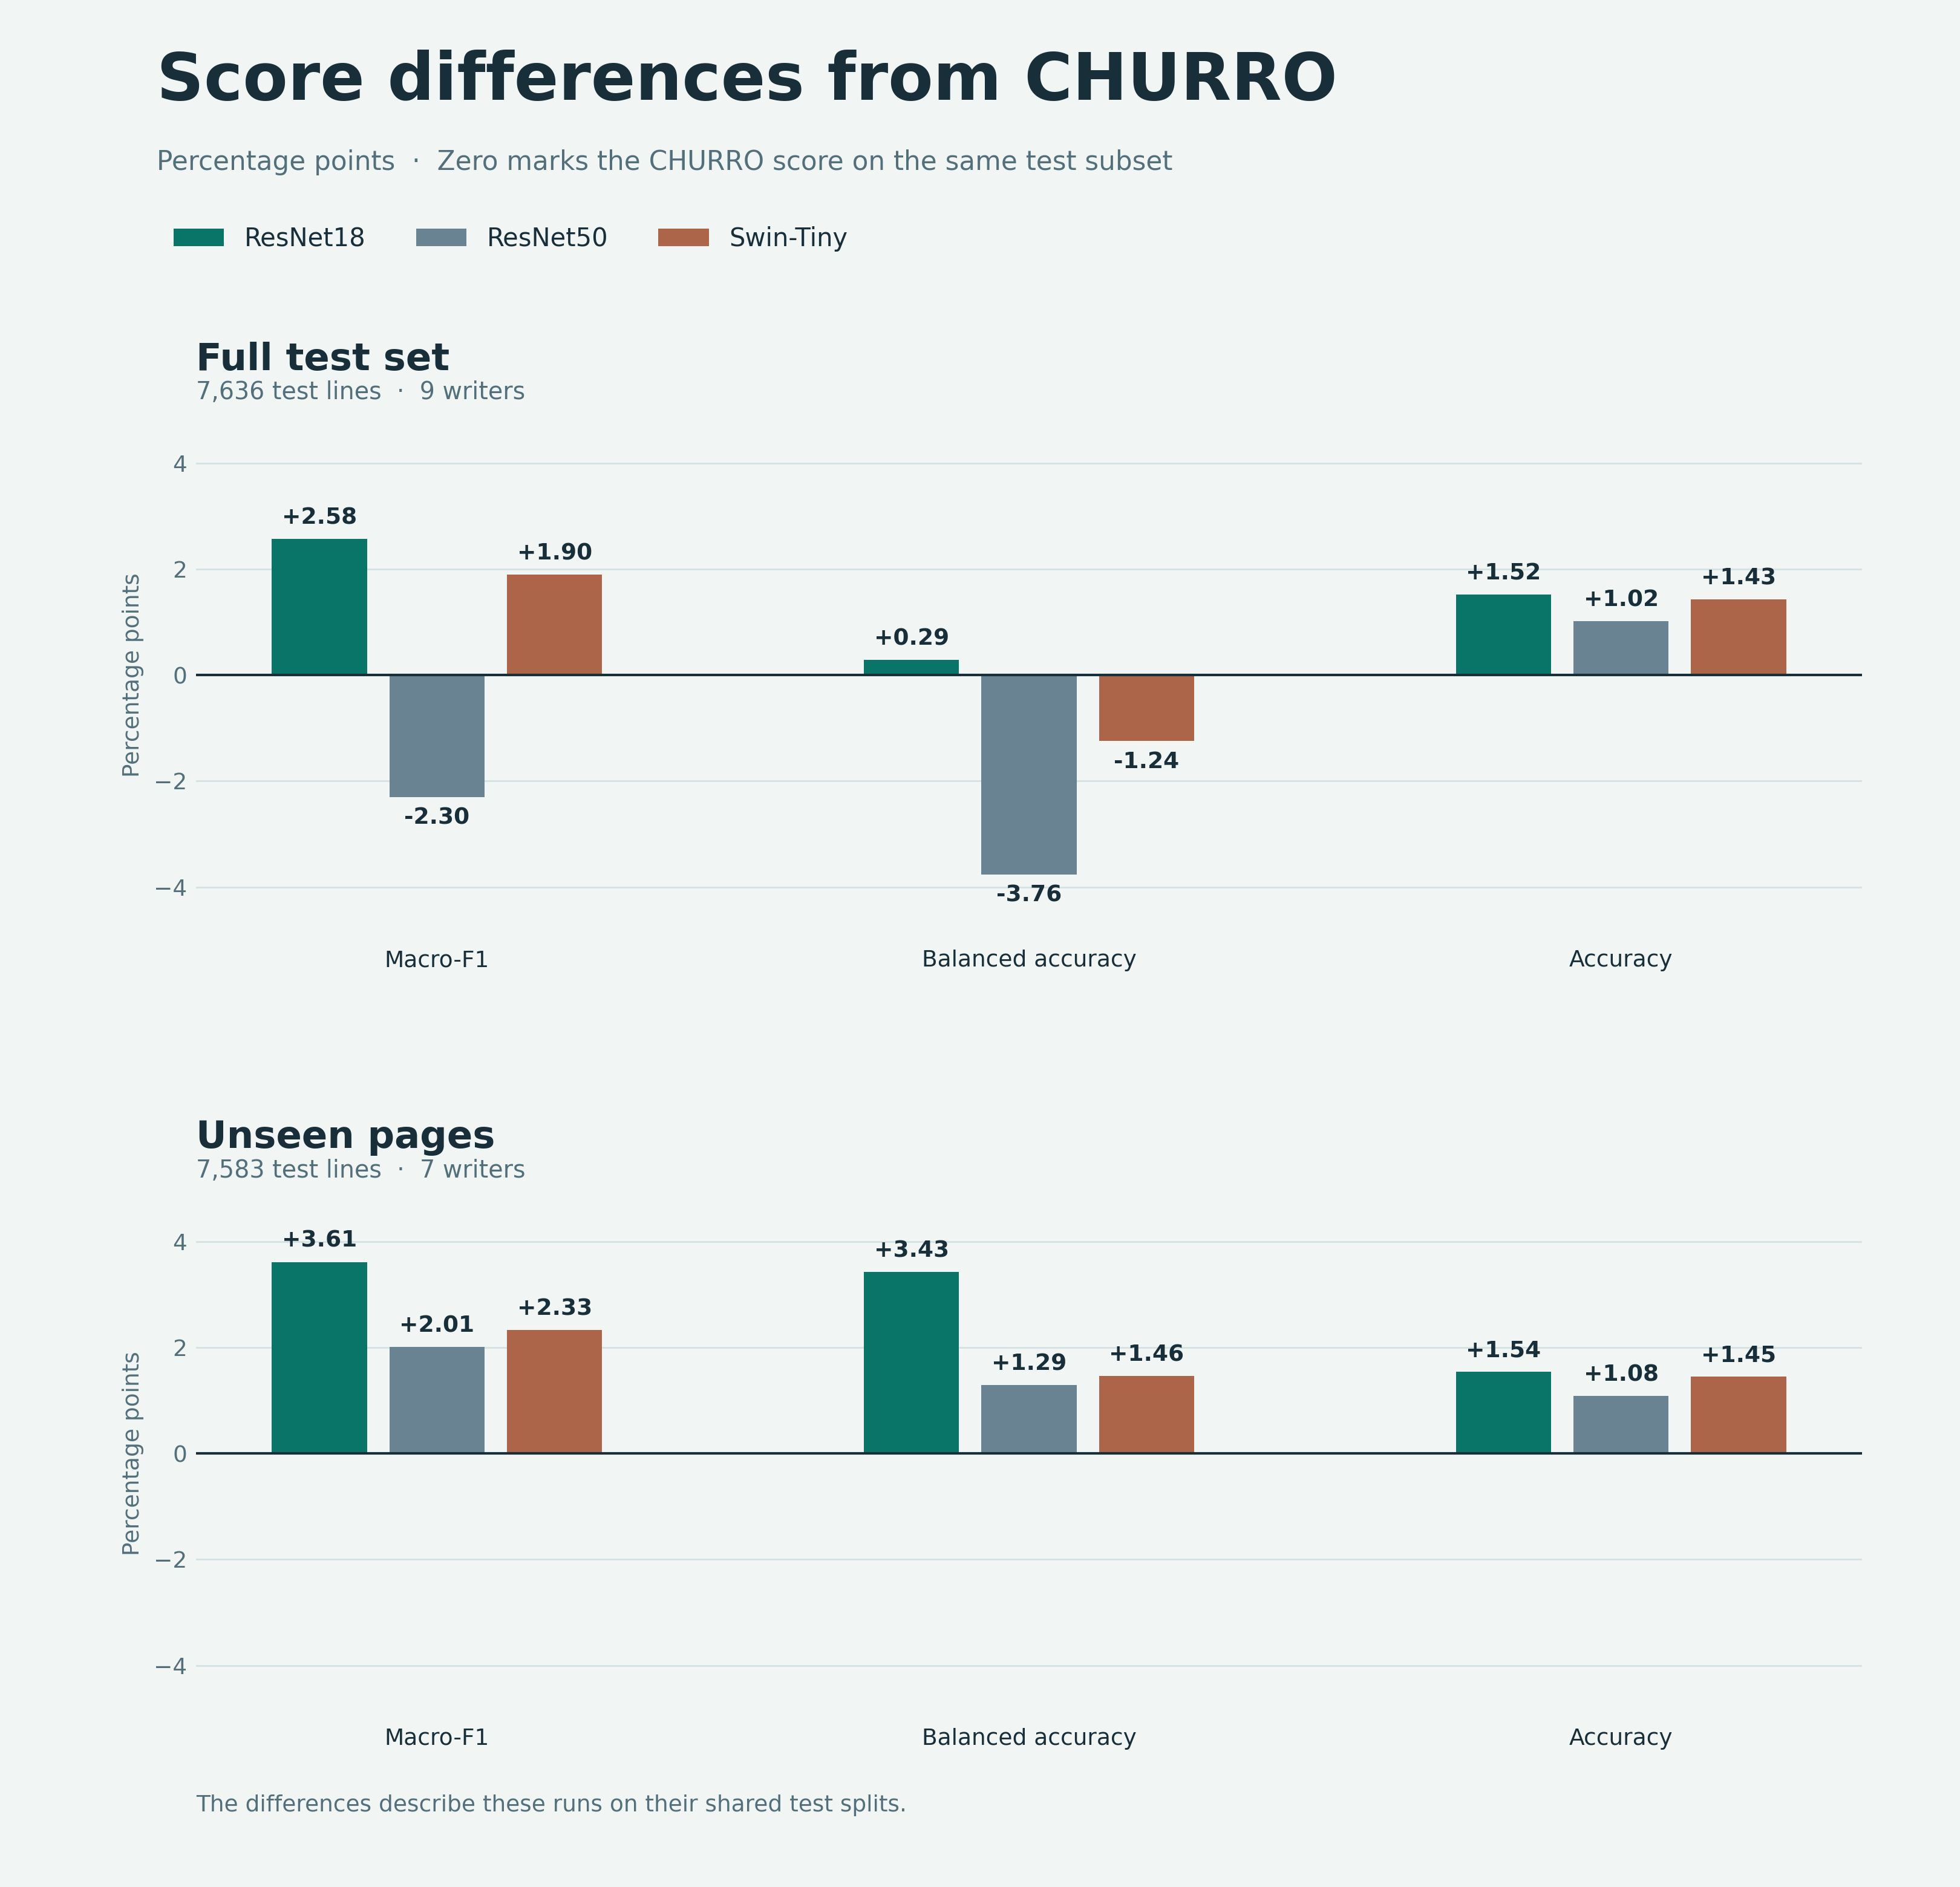 Score differences from CHURRO
Percentage points · Zero marks the CHURRO score on the same test subset
ResNet18 ResNet50 Swin-Tiny
Full test set
7,636 test lines · 9 writers
Percentage points
4
2
0
−2
−4
+2.58
-2.30
+1.90
+0.29
-3.76
-1.24
+1.52
+1.02
+1.43
Macro-F1 Balanced accuracy Accuracy
Unseen pages
7,583 test lines · 7 writers
Percentage points
4
2
0
−2
−4
+3.61
+2.01
+2.33
+3.43
+1.29
+1.46
+1.54
+1.08
+1.45
Macro-F1 Balanced accuracy Accuracy
The differences describe these runs on their shared test splits.